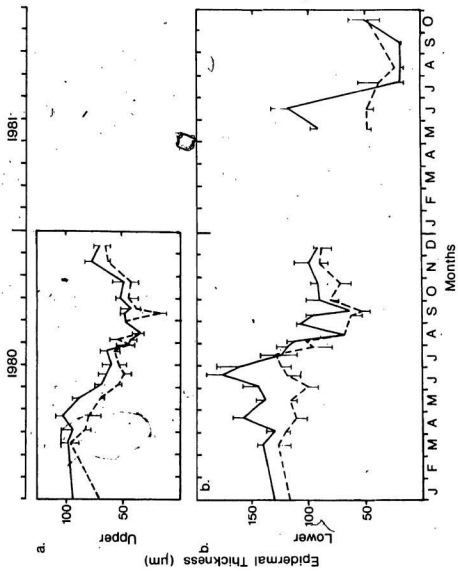 1980
1981
a.
100
50
Upper
b.
150
100
50
Lower
Epidermal Thickness (µm)
J F M A M J J A S O N D J F M A M J J A S O
Months